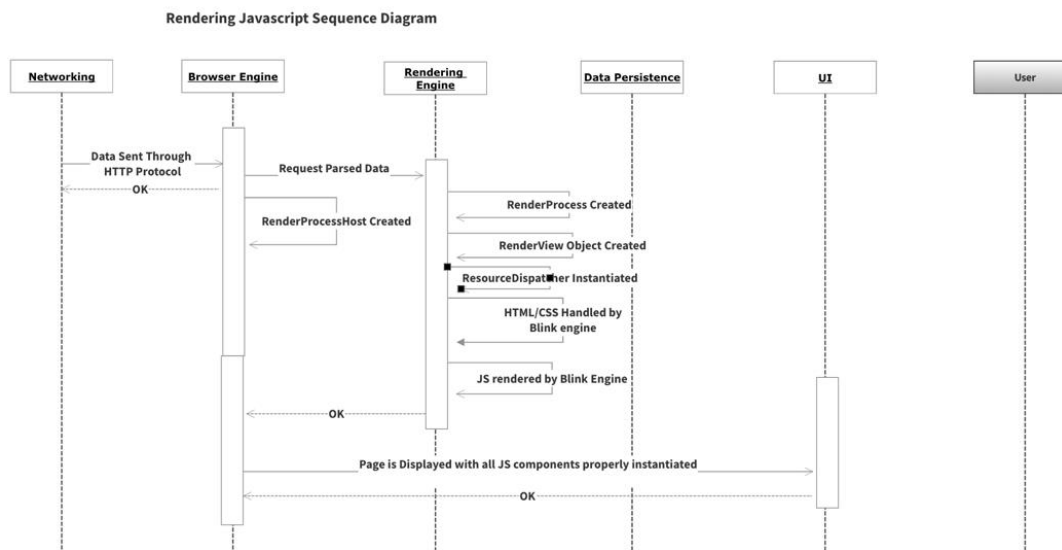 Rendering Javascript Sequence Diagram
Networking
Browser Engine
Rendering
Engine
Data Persistence
UI
User
Data Sent Through
HTTP Protocol
OK
Request Parsed Data
RenderProcessHost Created
RenderProcess Created
RenderView Object Created
ResourceDispatcher Instantiated
HTML/CSS Handled by
Blink engine
JS rendered by Blink Engine
OK
Page is Displayed with all JS components properly instantiated
OK